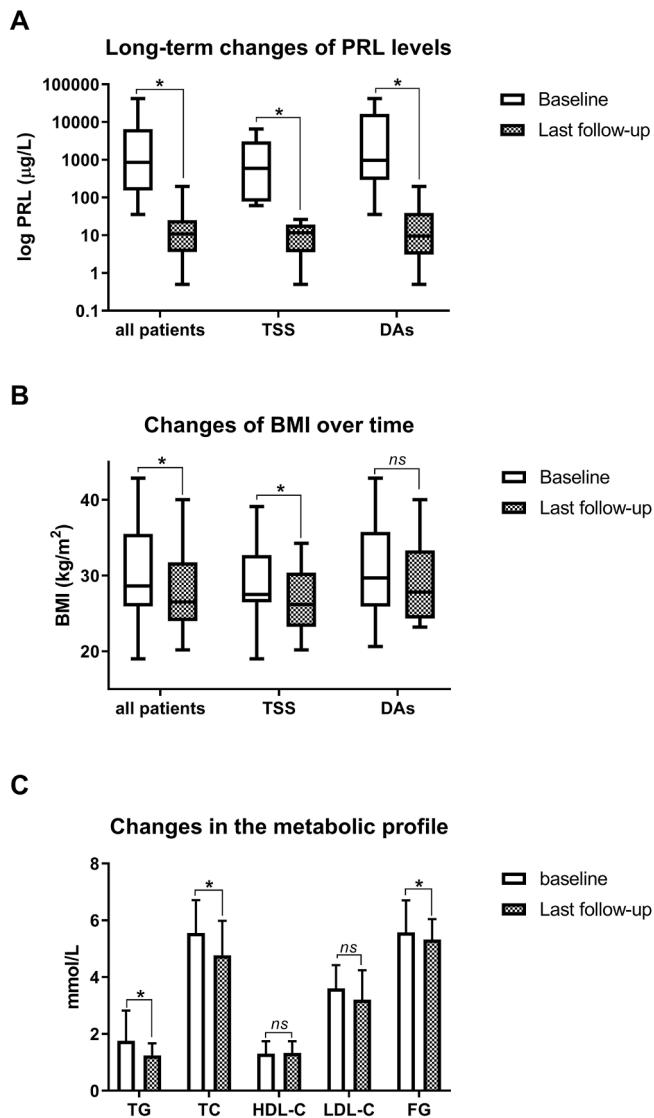 A
Long-term changes of PRL levels
log PRL (µg/L)
100000
10000
1000
100
10
1
0.1
*
*
*
all patients
TSS
DAs
Baseline
Last follow-up
B
Changes of BMI over time
BMI (kg/m²)
40
30
20
*
*
ns
all patients
TSS
DAs
Baseline
Last follow-up
C
Changes in the metabolic profile
mmol/L
8
6
4
2
0
*
*
ns
ns
*
TG
TC
HDL-C
LDL-C
FG
baseline
Last follow-up